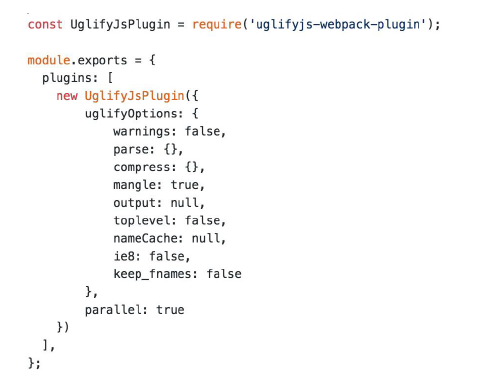 const UglifyJsPlugin = require('uglifyjs-webpack-plugin');
module.exports = {
plugins: [
new UglifyJsPlugin({
uglifyOptions: {
warnings: false,
parse: {},
compress: {},
mangle: true,
output: null,
toplevel: false,
nameCache: null,
ie8: false,
keep_fnames: false
},
parallel: true
})
],
};